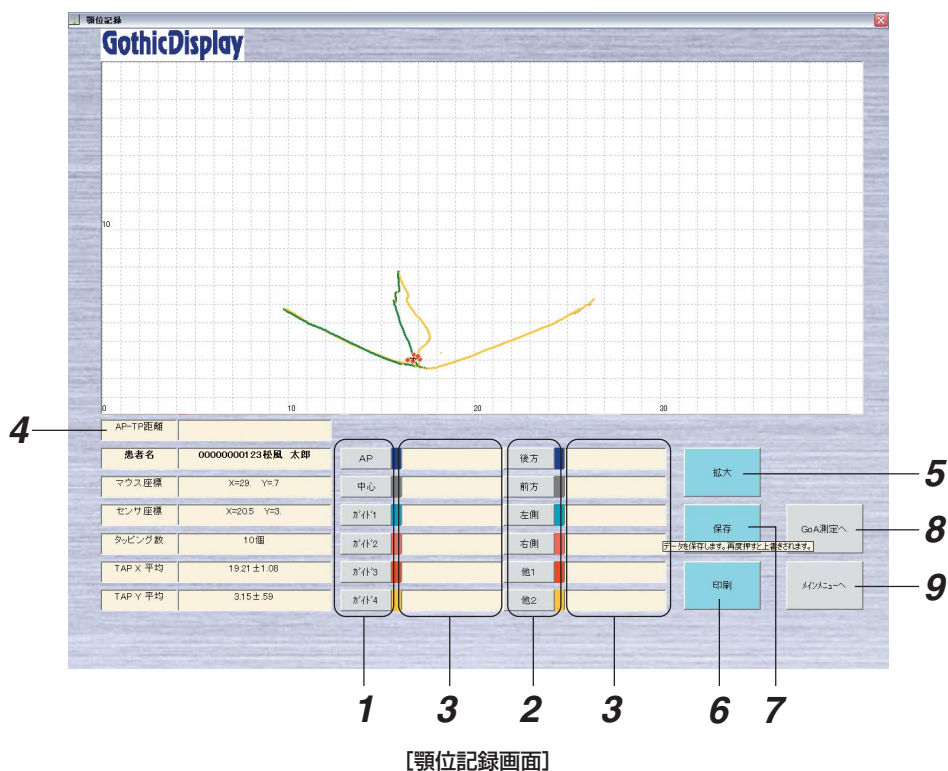 顎位記録
GothicDisplay
10
0
10
20
30
4
AP-TP距離
患者名 00000000123松風 太郎
マウス座標 X=29. Y=.7
センサ座標 X=20.5 Y=3.
タッピング数 10個
TAP X 平均 19.21±1.08
TAP Y 平均 3.15±.59
AP
中心
ガイド1
ガイド2
ガイド3
ガイド4
後方
前方
左側
右側
他1
他2
拡大
保存
データを保存します。再度押すと上書きされます。
印刷
GoA測定へ
メインメニューへ
5
8
9
1 3 2 3 6 7
[顎位記録画面]